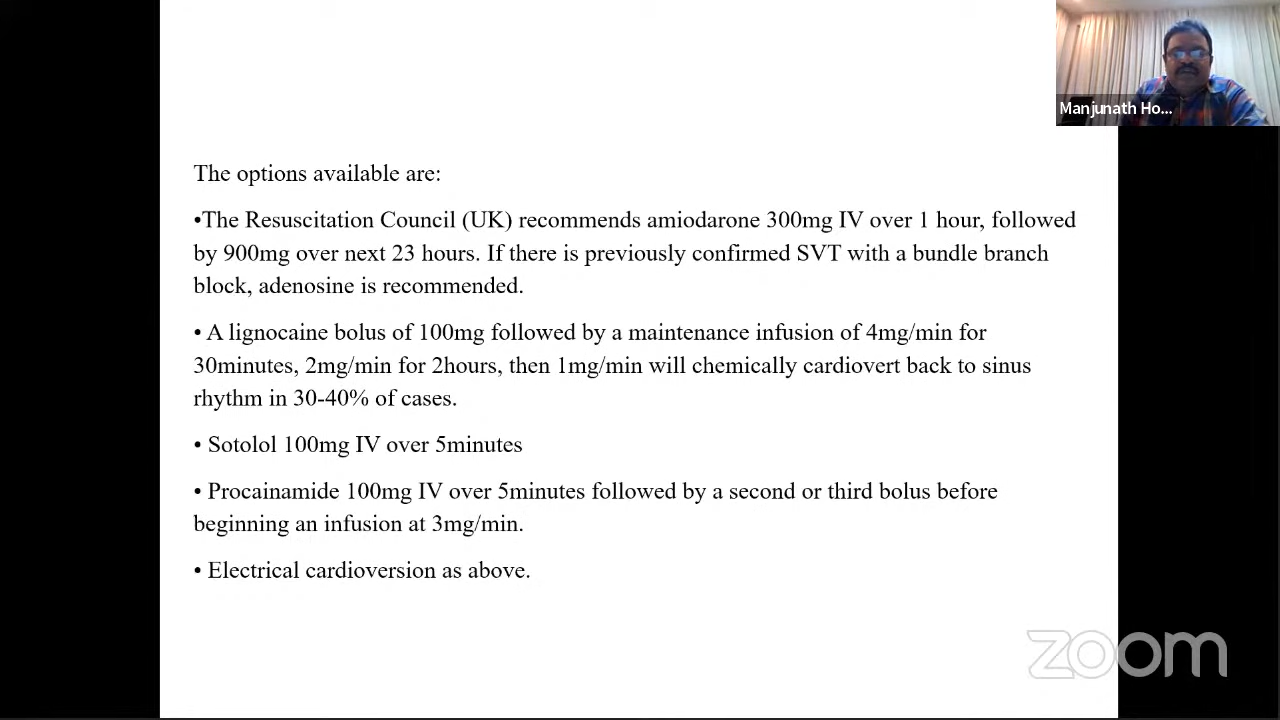 Manjunath Ho...
The options available are:
•The Resuscitation Council (UK) recommends amiodarone 300mg IV over 1 hour, followed
by 900mg over next 23 hours. If there is previously confirmed SVT with a bundle branch
block, adenosine is recommended.
• A lignocaine bolus of 100mg followed by a maintenance infusion of 4mg/min for
30minutes, 2mg/min for 2hours, then 1mg/min will chemically cardiovert back to sinus
rhythm in 30-40% of cases.
• Sotolol 100mg IV over 5minutes
• Procainamide 100mg IV over 5minutes followed by a second or third bolus before
beginning an infusion at 3mg/min.
• Electrical cardioversion as above.
zoom